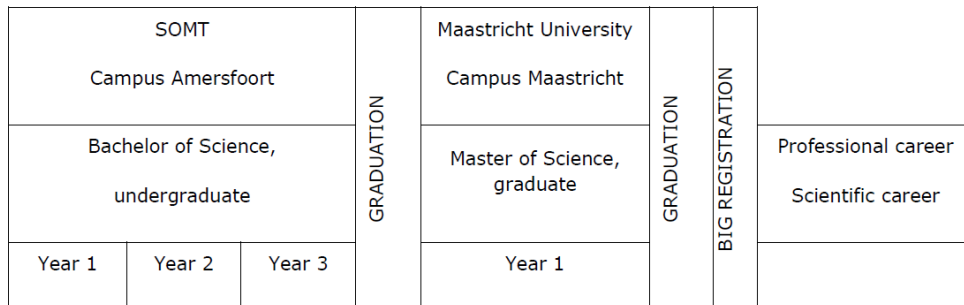 SOMT
Campus Amersfoort
Bachelor of Science,
undergraduate
Year 1
Year 2
Year 3
GRADUATION
Maastricht University
Campus Maastricht
Master of Science,
graduate
Year 1
GRADUATION
BIG REGISTRATION
Professional career
Scientific career